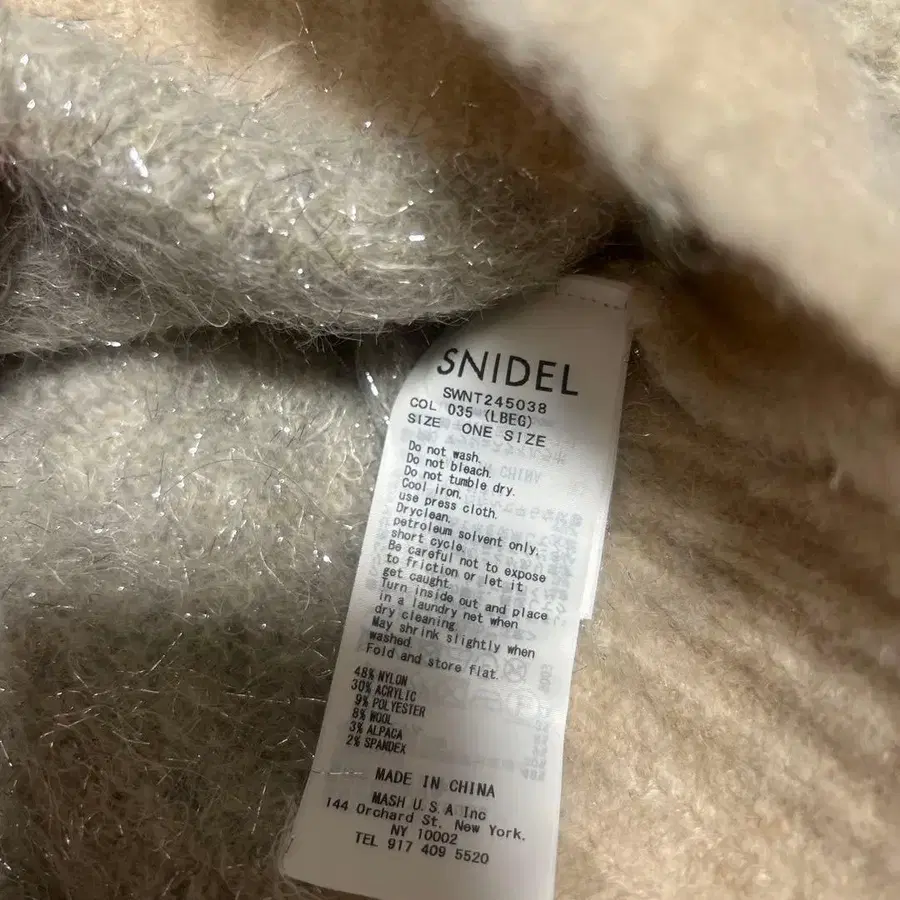 SNIDEL
SWNT245038
COL 035 (LBEG)
SIZE ONE SIZE
Do not wash.
Do not bleach.
Do not tumble dry.
Cool iron.
use press cloth.
Dryclean.
petroleum solvent only.
short cycle.
Be careful not to expose
to friction or let it
get caught.
Turn inside out and place
in a laundry net when
dry cleaning.
May shrink slightly when
washed.
Fold and store flat.
48% NYLON
30% ACRYLIC
9% POLYESTER
8% WOOL
3% ALPACA
2% SPANDEX
MADE IN CHINA
MASH U.S.A Inc
144 Orchard St. New York.
NY 10002
TEL 917 409 5520